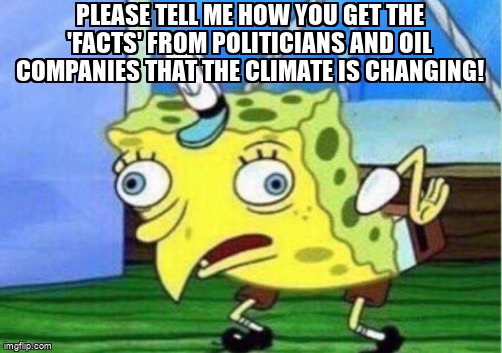 PLEASE TELL ME HOW YOU GET THE
'FACTS' FROM POLITICIANS AND OIL
COMPANIES THAT THE CLIMATE IS CHANGING!
imgflip.com